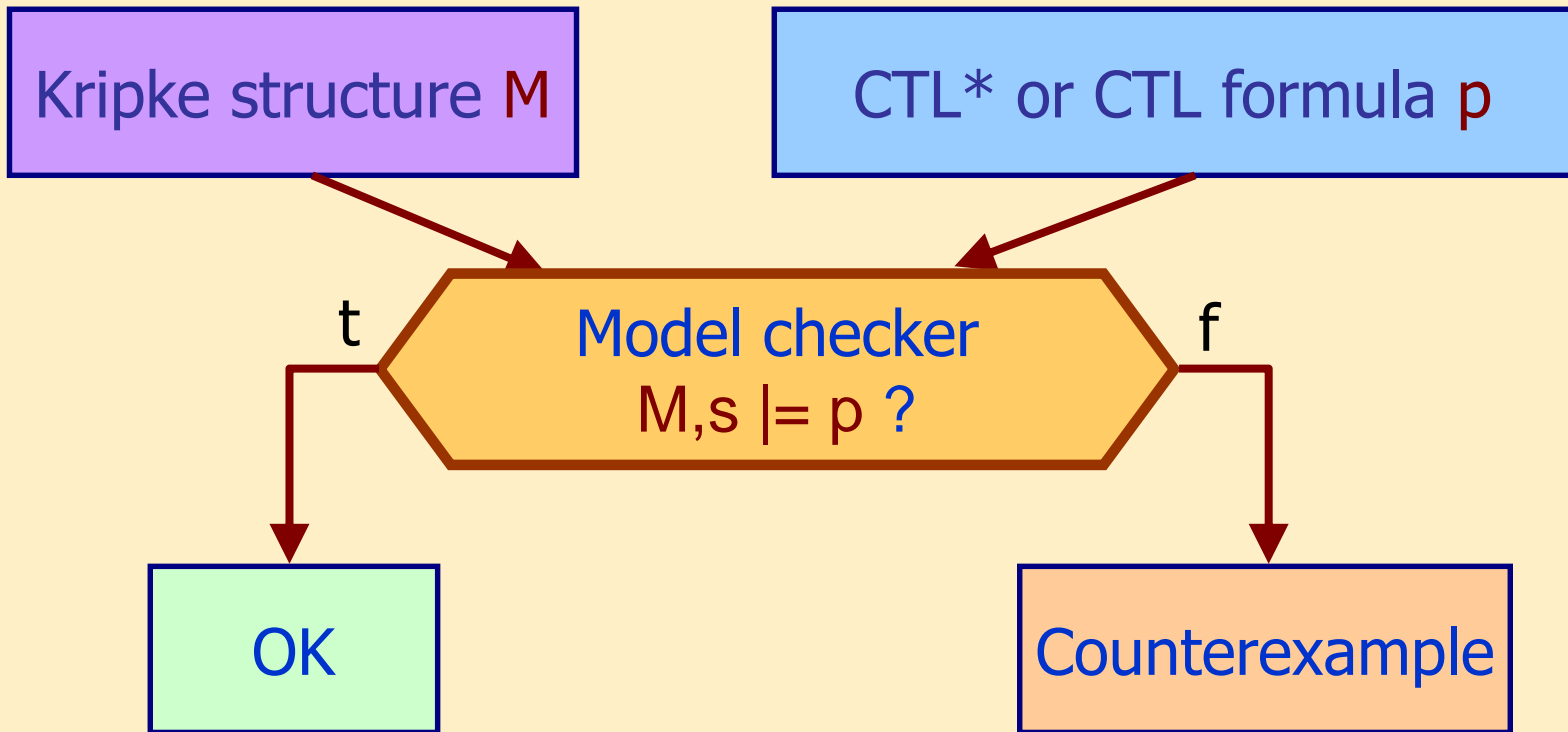 Kripke structure M
CTL* or CTL formula p
t
Model checker
f
M,s |= p ?
OK
Counterexample